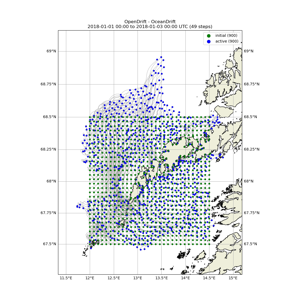 OpenDrift - OceanDrift
2018-01-01 00:00 to 2018-01-03 00:00 UTC (49 steps)
initial (900)
active (900)
69°N
69°N
68.75°N
68.75°N
68.5°N
68.5°N
68.25°N
68.25°N
68°N
68°N
67.75°N
67.75°N
67.5°N
67.5°N
11.5°E 12°E 12.5°E 13°E 13.5°E 14°E 14.5°E 15°E